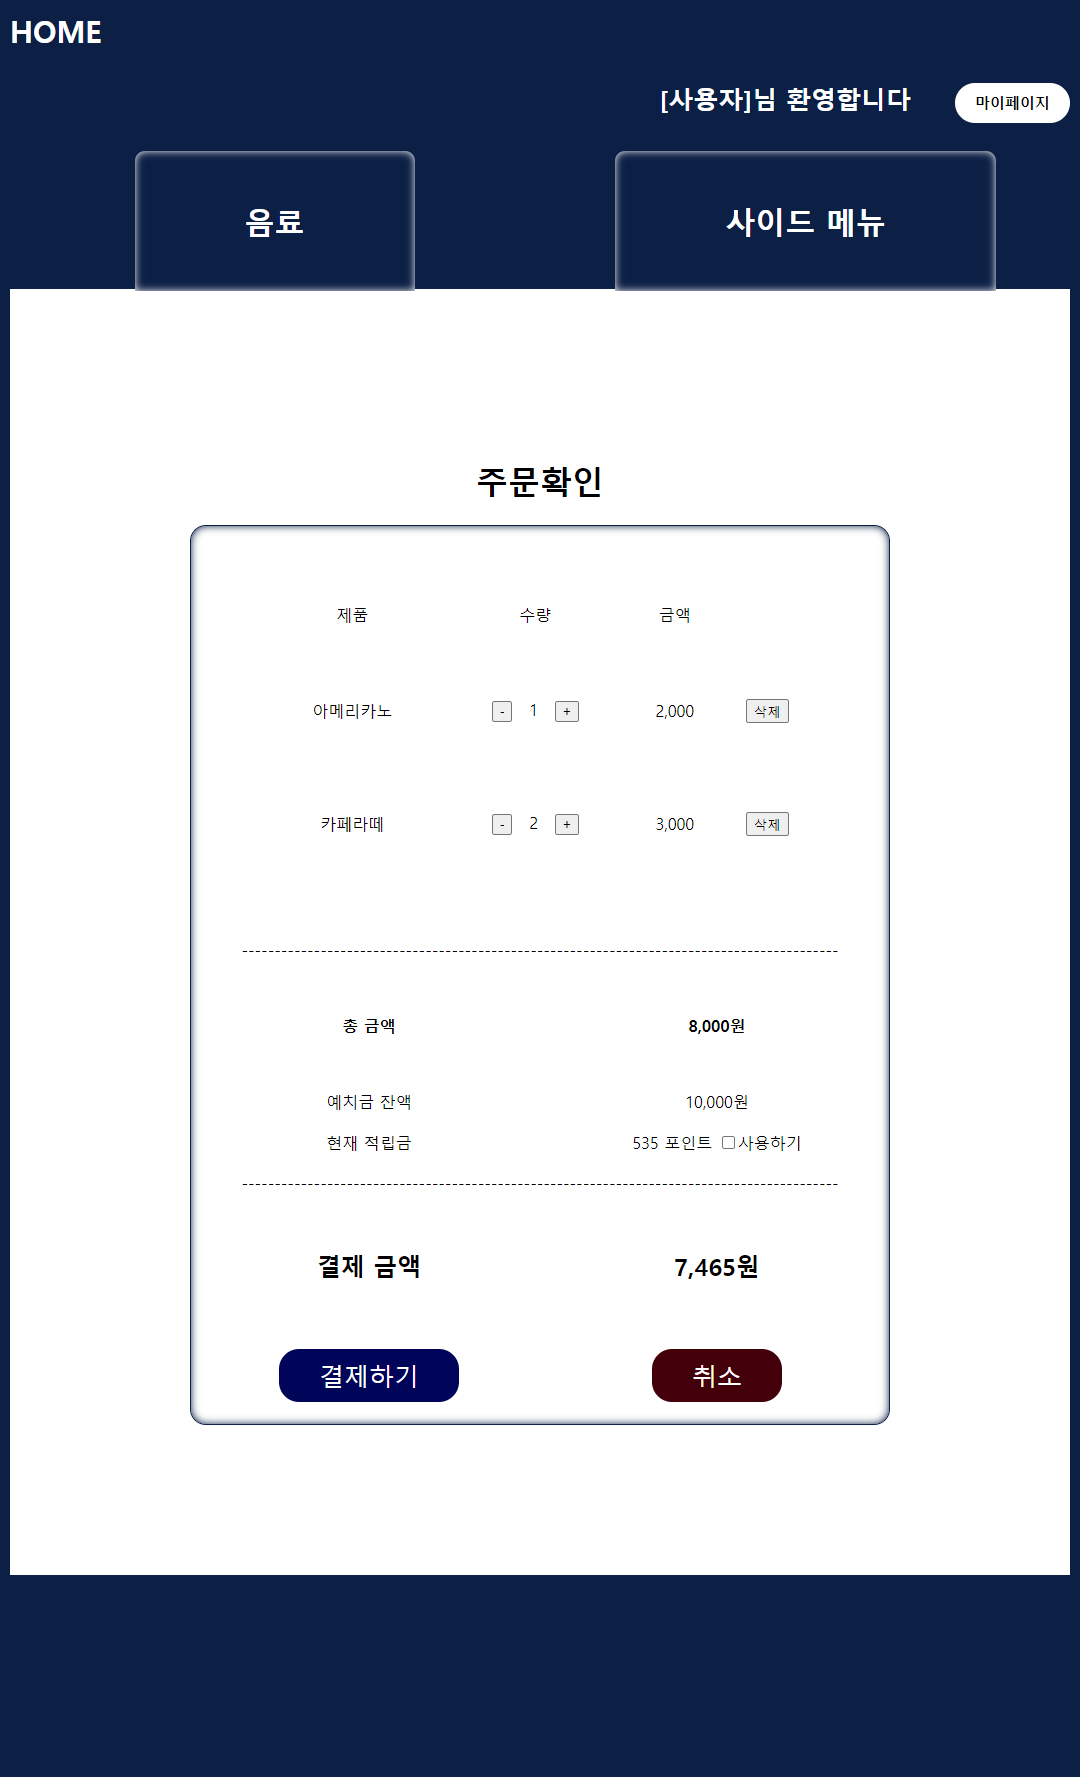 HOME
[사용자]님 환영합니다 마이페이지
음료 사이드 메뉴
주문확인
제품 수량 금액
아메리카노 - 1 + 2,000 삭제
카페라떼 - 2 + 3,000 삭제
총 금액 8,000원
예치금 잔액 10,000원
현재 적립금 535 포인트 사용하기
결제 금액 7,465원
결제하기 취소